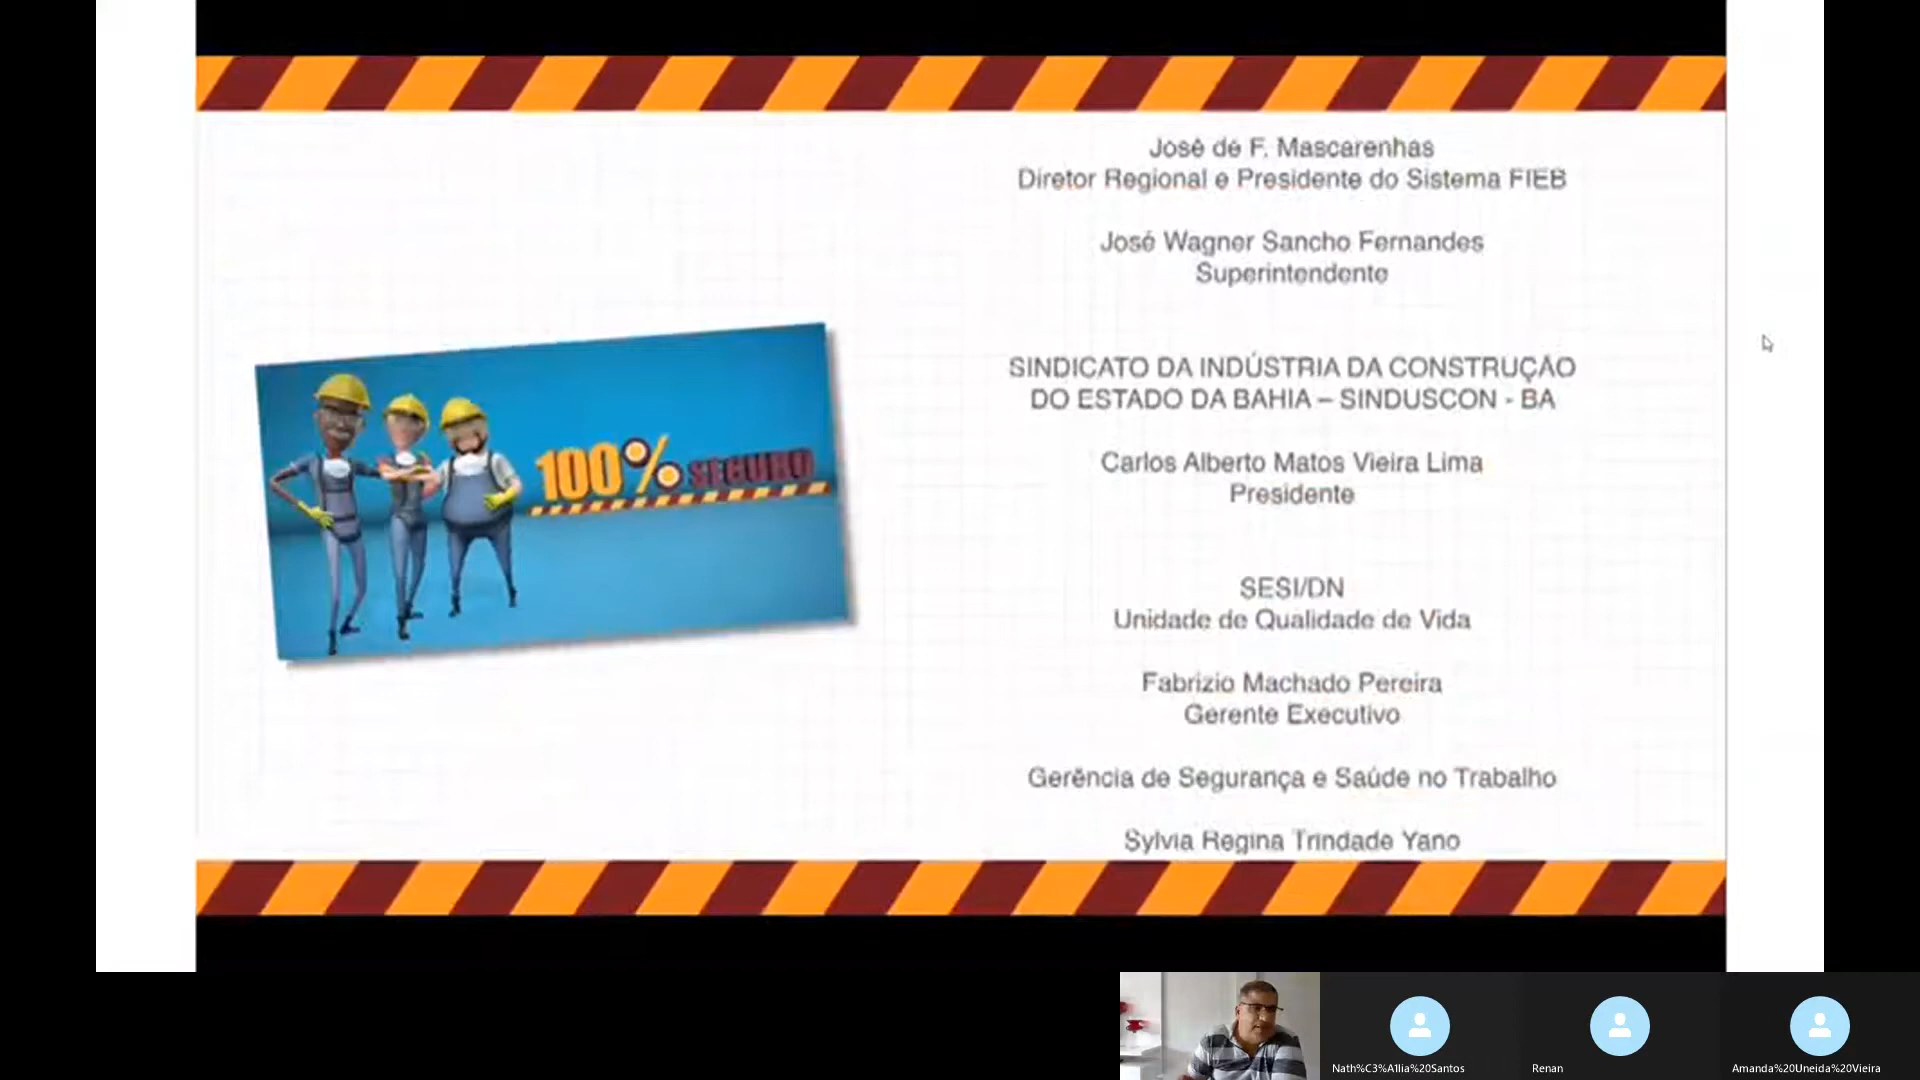 José de F. Mascarenhas
Diretor Regional e Presidente do Sistema FIEB
José Wagner Sancho Fernandes
Superintendente
SINDICATO DA INDÚSTRIA DA CONSTRUÇÃO
DO ESTADO DA BAHIA – SINDUSCON - BA
Carlos Alberto Matos Vieira Lima
Presidente
SESI/DN
Unidade de Qualidade de Vida
Fabrizio Machado Pereira
Gerente Executivo
Gerência de Segurança e Saúde no Trabalho
Sylvia Regina Trindade Yano
100% SEGURO
Nath%C3%A1lia%20Santos
Renan
Amanda%20Uneida%20Vieira